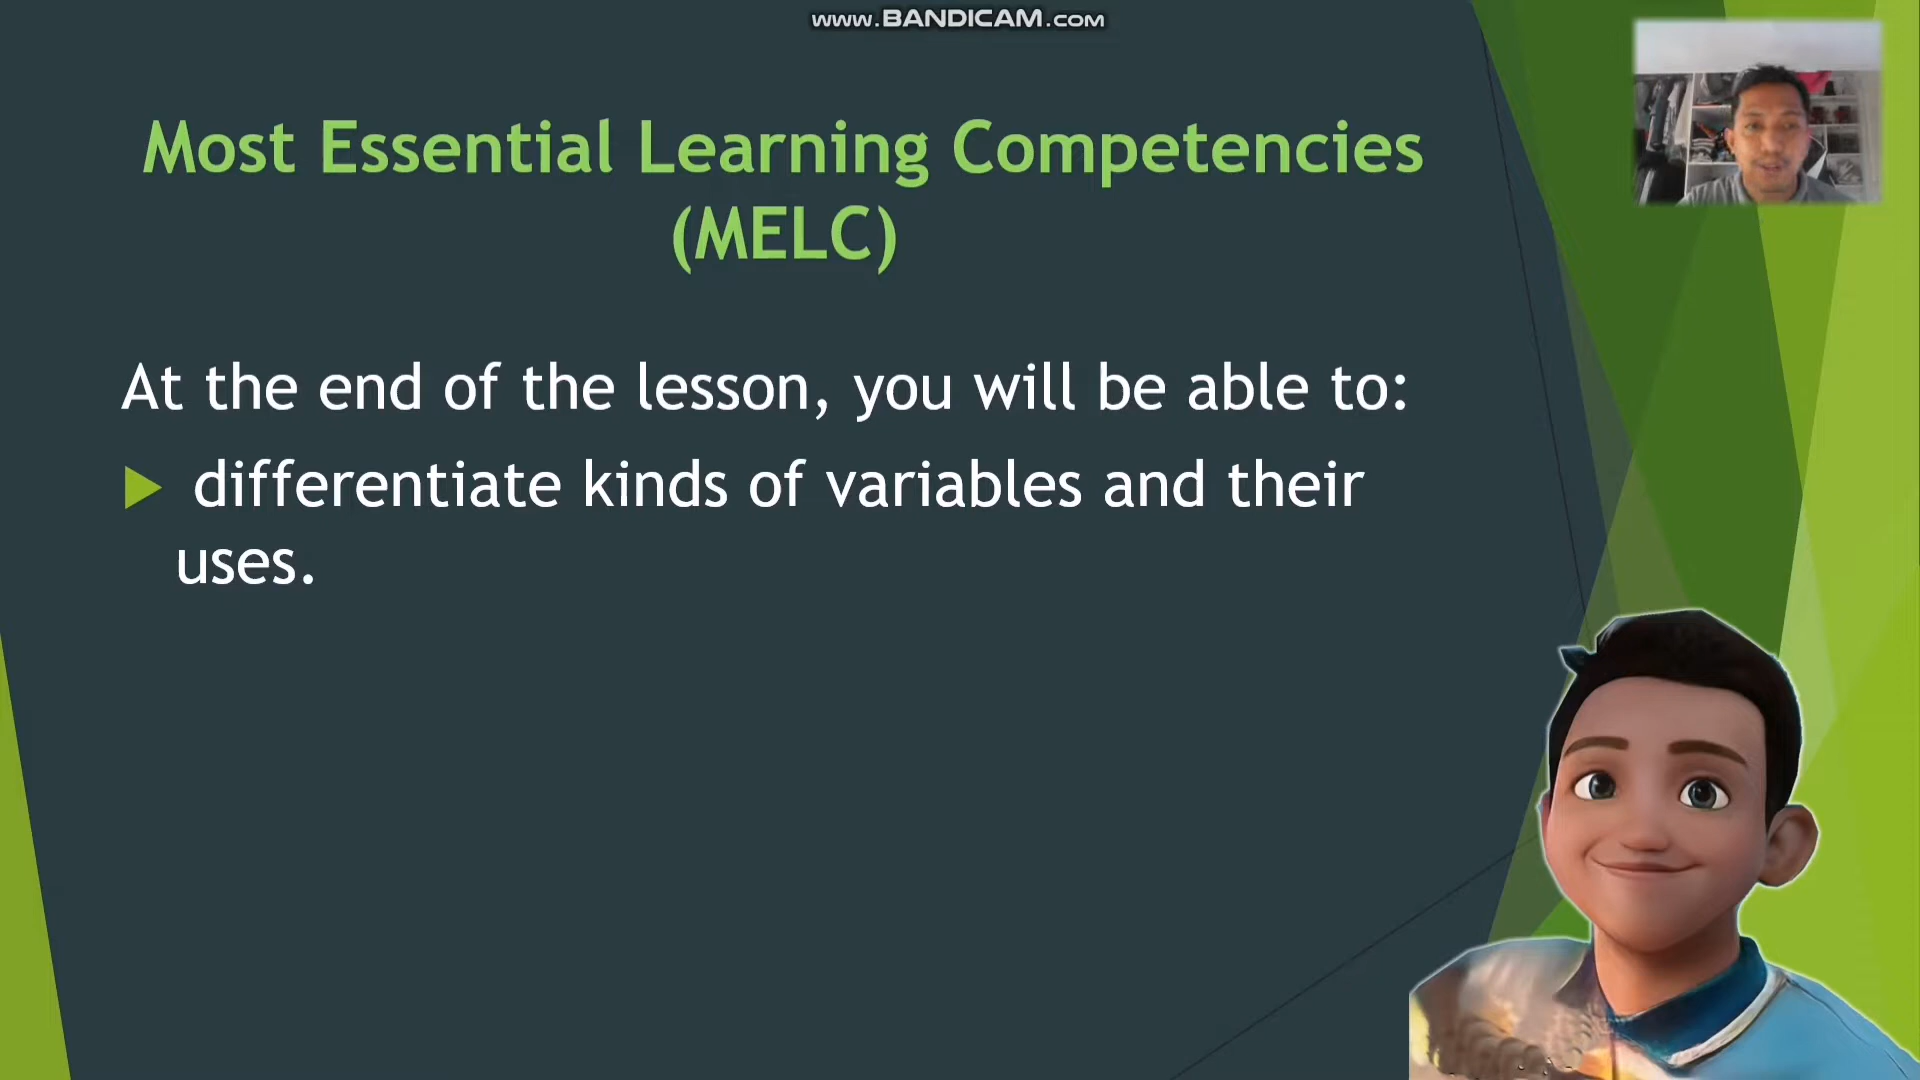 www.BANDICAM.com
Most Essential Learning Competencies
(MELC)
At the end of the lesson, you will be able to:
differentiate kinds of variables and their
uses.